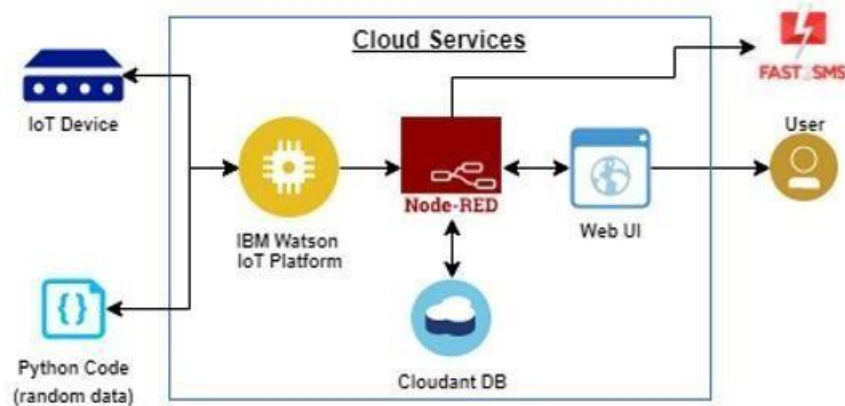 Cloud Services
FAST2SMS
IoT Device
User
Node-RED
Web UI
IBM Watson
IoT Platform
Python Code
(random data)
Cloudant DB